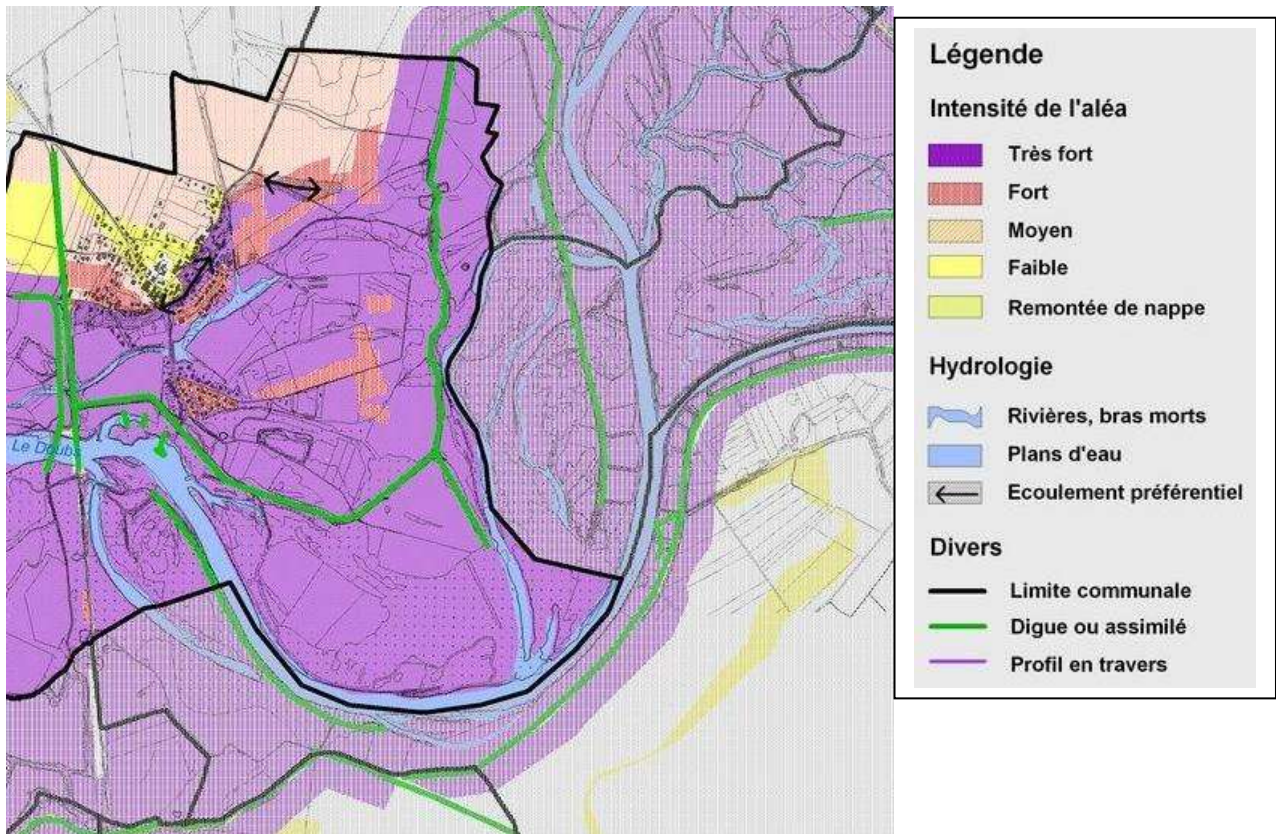 Le Doubs
Légende
Intensité de l'aléa
Très fort
Fort
Moyen
Faible
Remontée de nappe
Hydrologie
Rivières, bras morts
Plans d'eau
Ecoulement préférentiel
Divers
Limite communale
Digue ou assimilé
Profil en travers